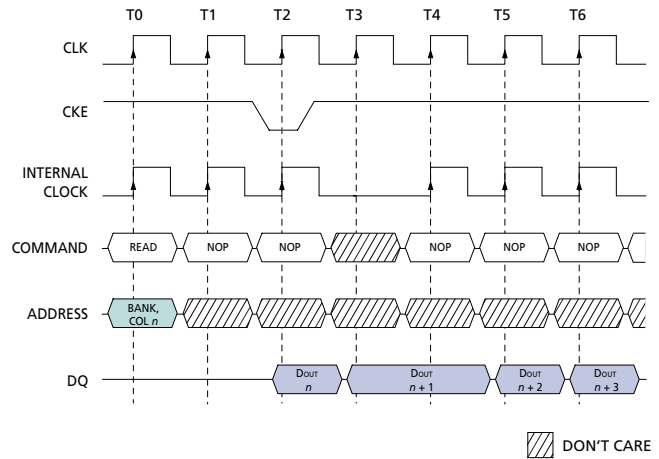 T0 T1 T2 T3 T4 T5 T6
CLK
CKE
INTERNAL
CLOCK
COMMAND READ NOP NOP NOP NOP NOP
ADDRESS BANK,
COL n
DQ DOUT DOUT DOUT DOUT
n n + 1 n + 2 n + 3
DON'T CARE